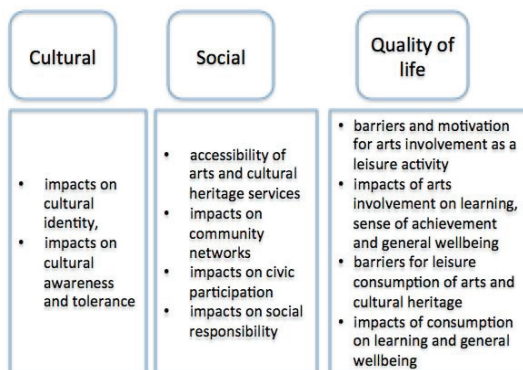 Cultural
• impacts on
cultural
identity,
• impacts on
cultural
awareness
and tolerance
Social
• accessibility of
arts and cultural
heritage services
• impacts on
community
networks
• impacts on civic
participation
• impacts on social
responsibility
Quality of
life
• barriers and motivation
for arts involvement as a
leisure activity
• impacts of arts
involvement on learning,
sense of achievement
and general wellbeing
• barriers for leisure
consumption of arts and
cultural heritage
• impacts of consumption
on learning and general
wellbeing